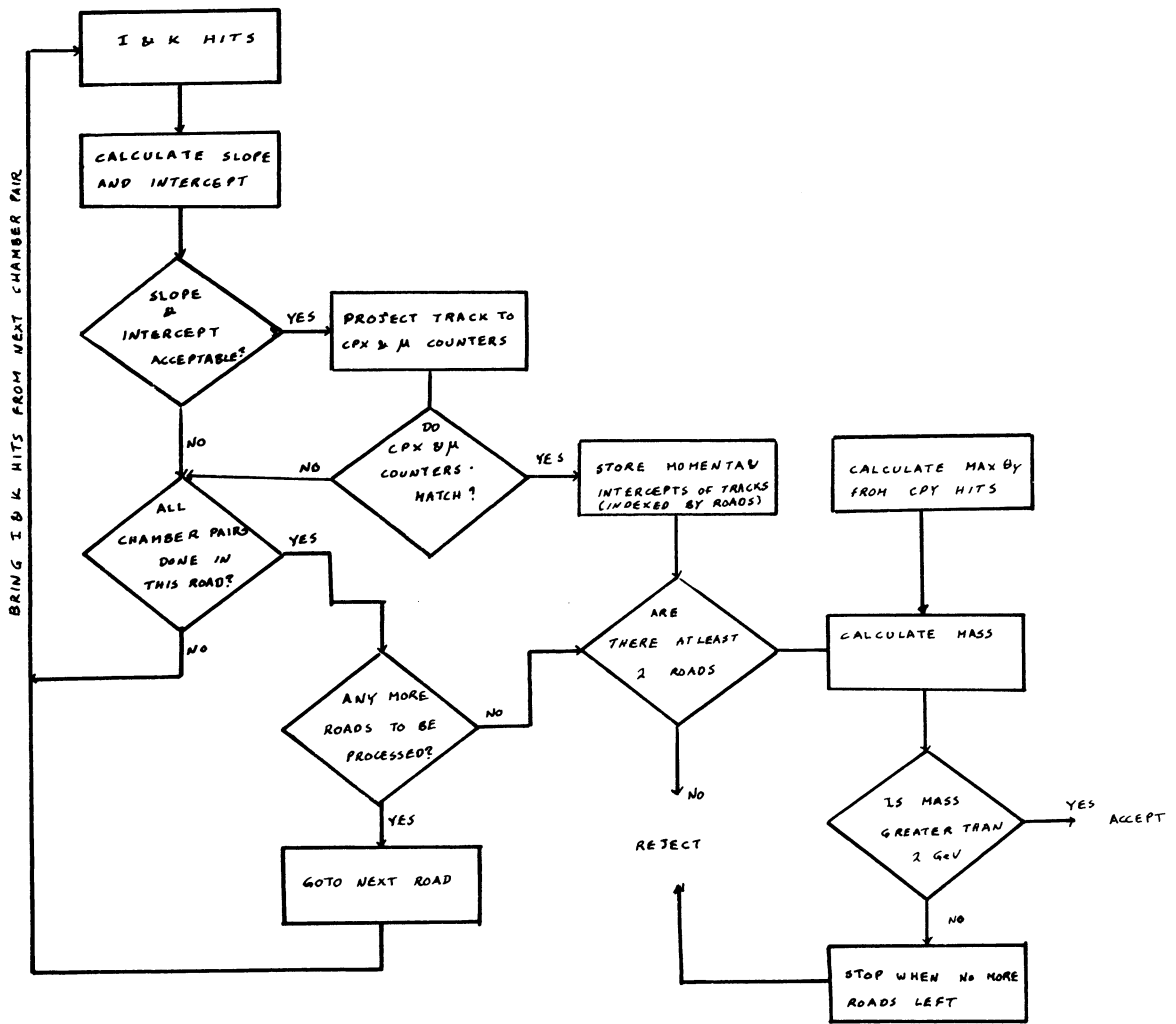 I & K HITS
CALCULATE SLOPE
AND INTERCEPT
BRING I & K HITS FROM NEXT CHAMBER PAIR
SLOPE
&
INTERCEPT
ACCEPTABLE?
YES
PROJECT TRACK TO
CPX & μ COUNTERS
NO
DO
CPX & μ
COUNTERS
MATCH?
NO
YES
STORE MOMENTA &
INTERCEPTS OF TRACKS
(INDEXED BY ROADS)
CALCULATE MAX θy
FROM CPY HITS
ALL
CHAMBER PAIRS
DONE IN
THIS ROAD?
YES
NO
ARE
THERE ATLEAST
2 ROADS
CALCULATE MASS
ANY MORE
ROADS TO BE
PROCESSED?
NO
YES
NO
REJECT
IS MASS
GREATER THAN
2 GeV
YES
ACCEPT
GOTO NEXT ROAD
NO
STOP WHEN NO MORE
ROADS LEFT